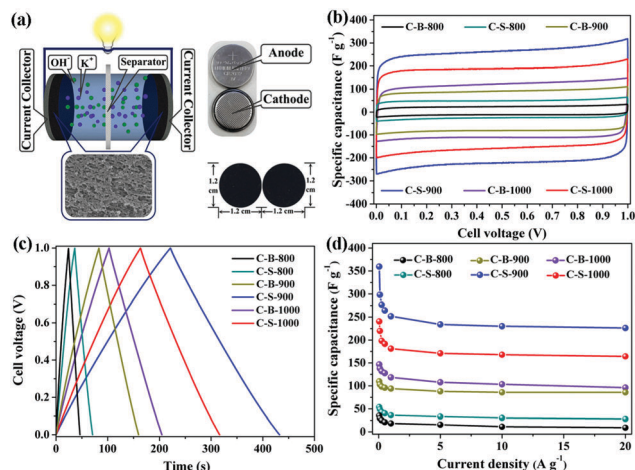 (a)
OH⁻
K⁺
Separator
Current Collector
Current Collector
Anode
Cathode
1.2
cm
1.2
cm
1.2 cm
1.2 cm
(b)
C-B-800
C-S-800
C-B-900
400
300
200
100
0
-100
-200
-300
-400
Specific capacitance (F g⁻¹)
C-S-900
C-B-1000
C-S-1000
0.0 0.1 0.2 0.3 0.4 0.5 0.6 0.7 0.8 0.9 1.0
Cell voltage (V)
(c)
1.0
0.8
0.6
0.4
0.2
0.0
Cell voltage (V)
C-B-800
C-S-800
C-B-900
C-S-900
C-B-1000
C-S-1000
0 100 200 300 400 500
Time (s)
(d)
400
350
300
250
200
150
100
50
0
Specific capacitance (F g⁻¹)
C-B-800 C-B-900 C-B-1000
C-S-800 C-S-900 C-S-1000
0 5 10 15 20
Current density (A g⁻¹)